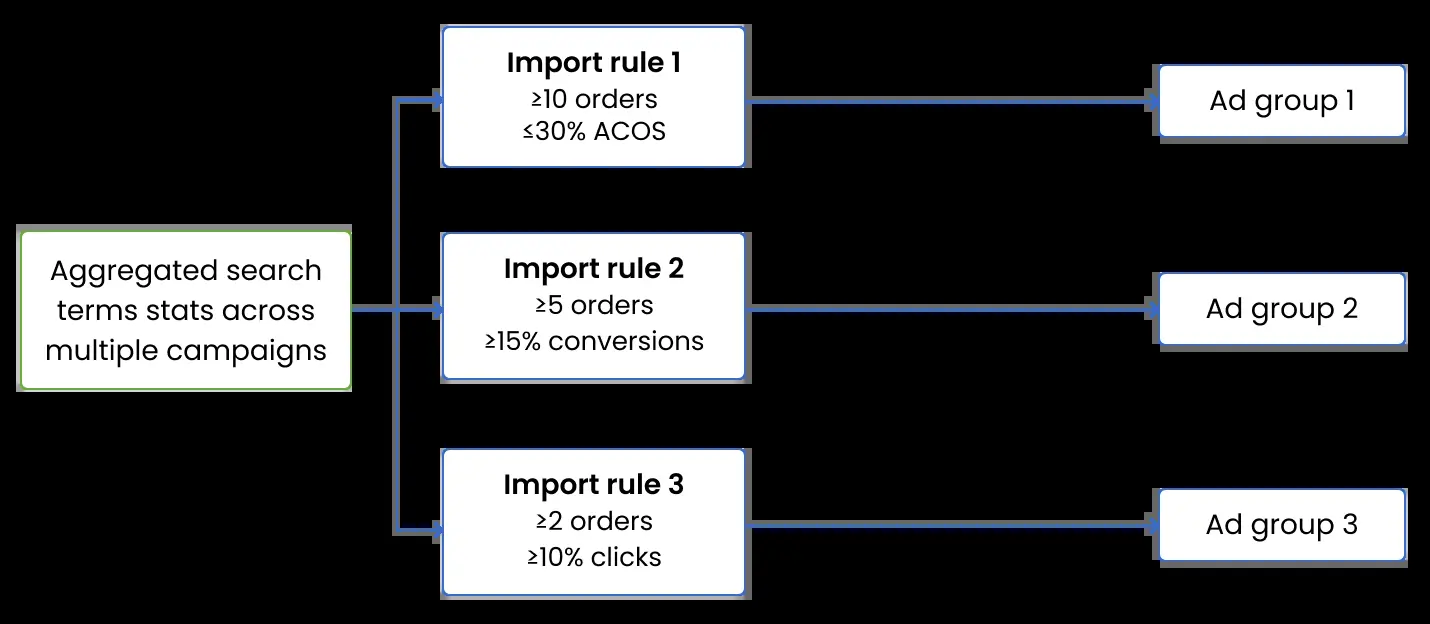 Aggregated search
terms stats across
multiple campaigns
Import rule 1
≥10 orders
≤30% ACOS
Ad group 1
Import rule 2
≥5 orders
≥15% conversions
Ad group 2
Import rule 3
≥2 orders
≥10% clicks
Ad group 3